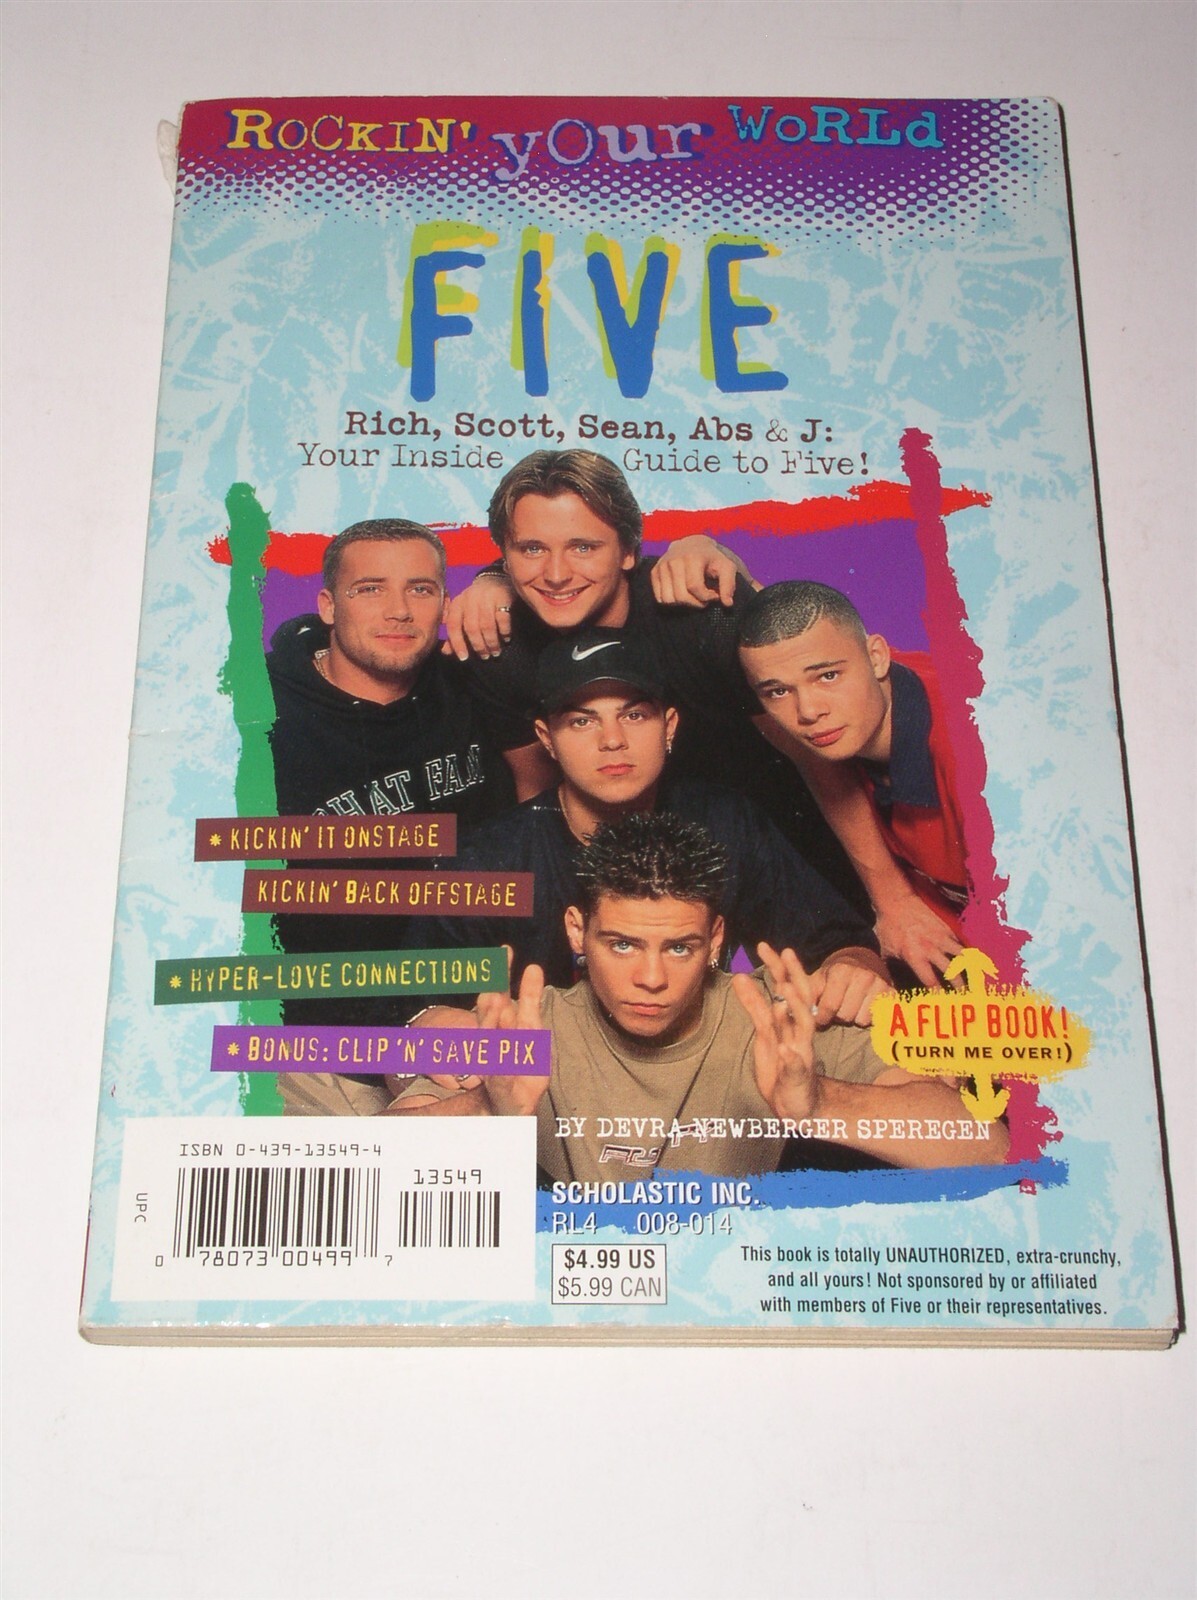 ROCKIN' yOur WoRLd
FIVE
Rich, Scott, Sean, Abs & J:
Your Inside Guide to Five!
* KICKIN' IT ONSTAGE
KICKIN' BACK OFFSTAGE
* HYPER-LOVE CONNECTIONS
* BONUS: CLIP 'N' SAVE PIX
A FLIP BOOK!
(TURN ME OVER!)
BY DEVRA NEWBERGER SPEREGEN
SCHOLASTIC INC.
RL4 008-014
$4.99 US
$5.99 CAN
This book is totally UNAUTHORIZED, extra-crunchy,
and all yours! Not sponsored by or affiliated
with members of Five or their representatives.
ISBN 0-439-13549-4
13549
UPC
0 78073 00499 7